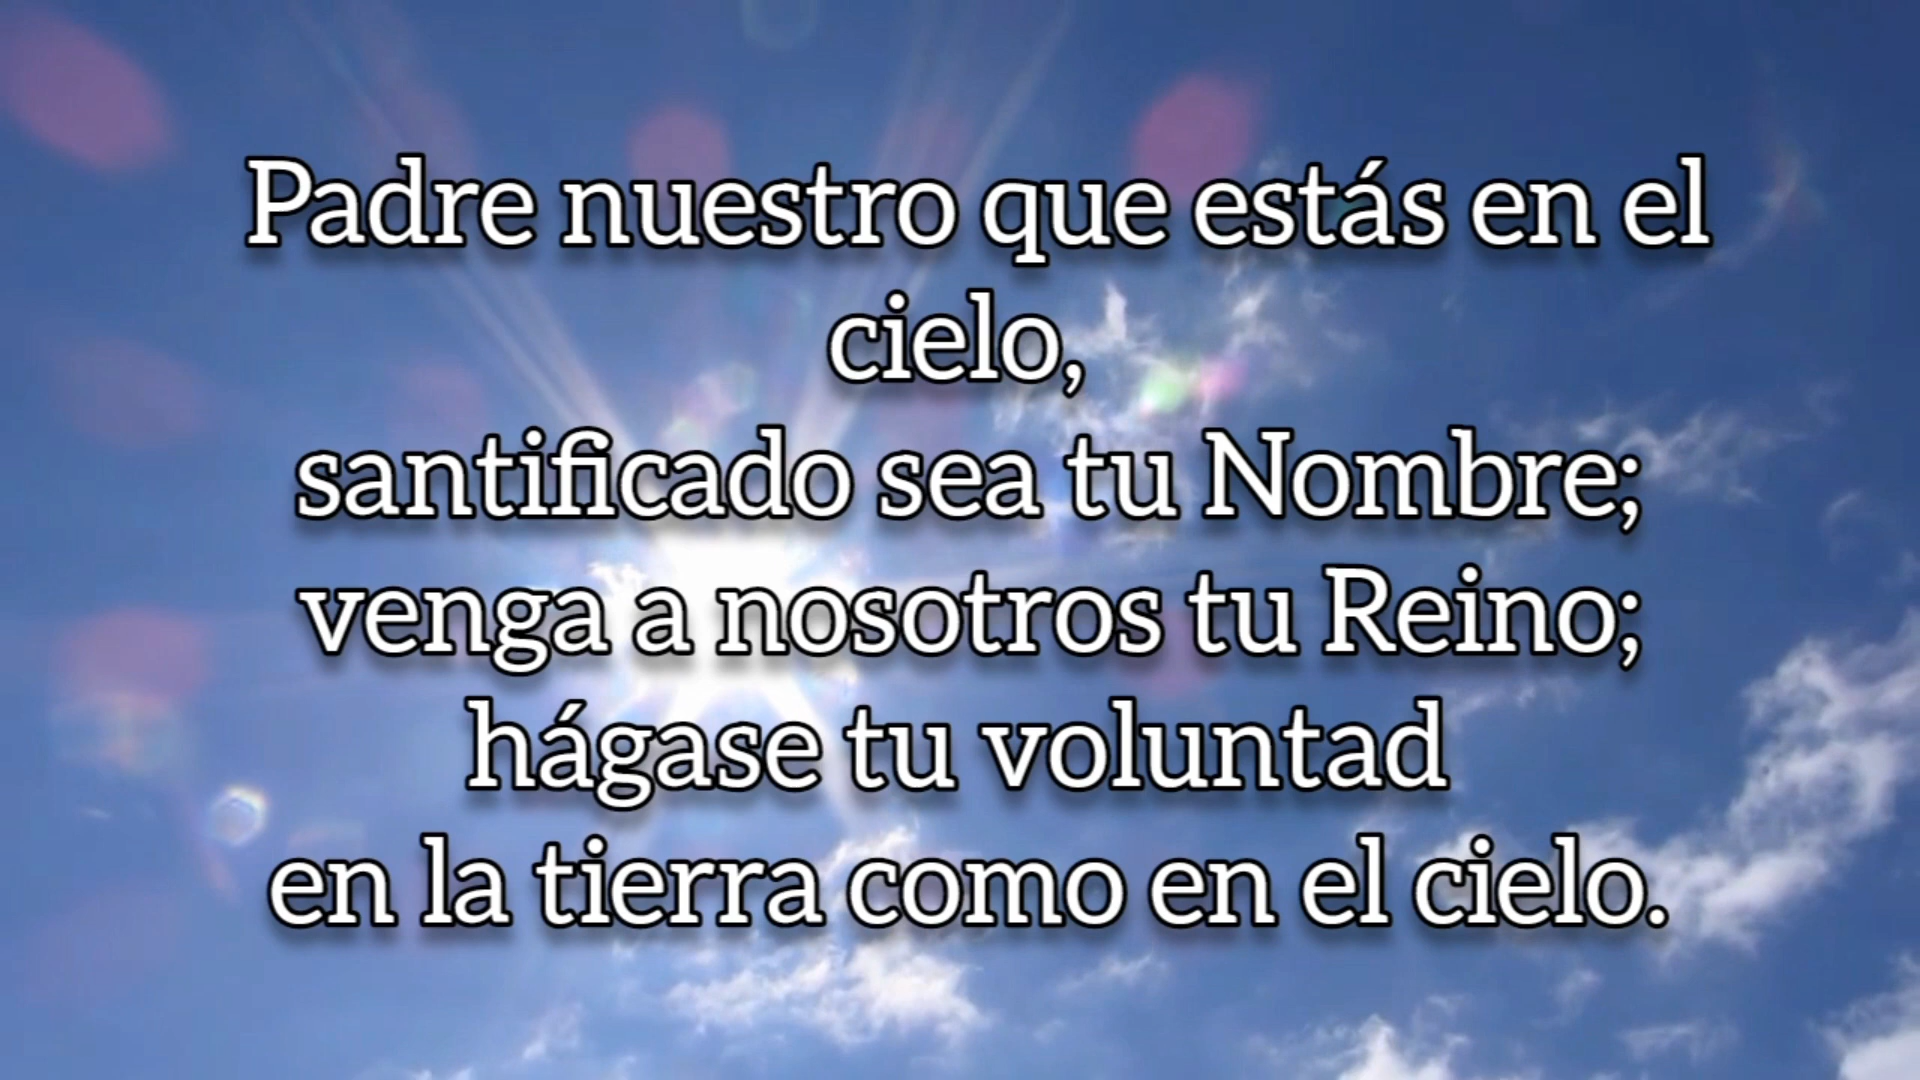 Padre nuestro que estás en el
cielo,
santificado sea tu Nombre;
venga a nosotros tu Reino;
hágase tu voluntad
en la tierra como en el cielo.